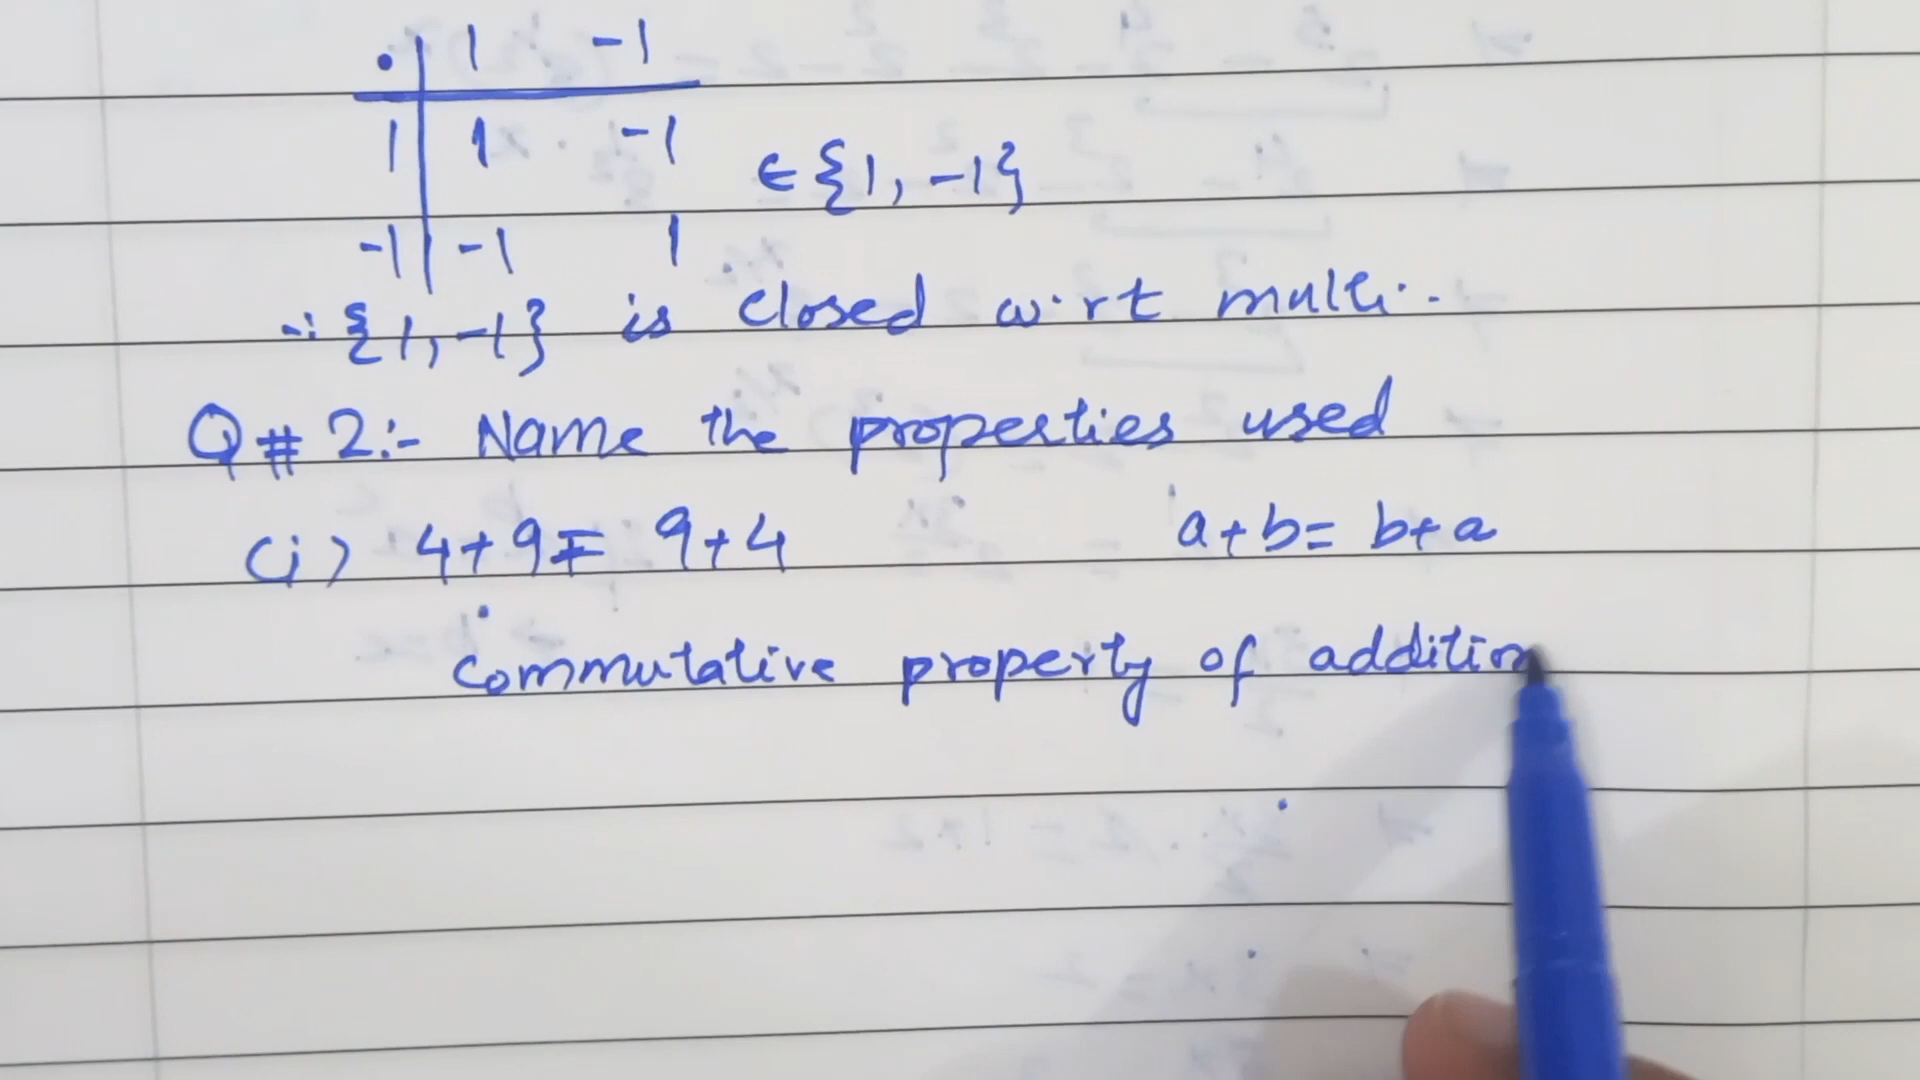 · | 1 -1
1 | 1 -1
∈ {1, -1}
-1 | -1 1
∴ {1, -1} is closed w.rt multi..
Q # 2:- Name the properties used
(i) 4+9 = 9+4 a+b= b+a
Commutative property of addition